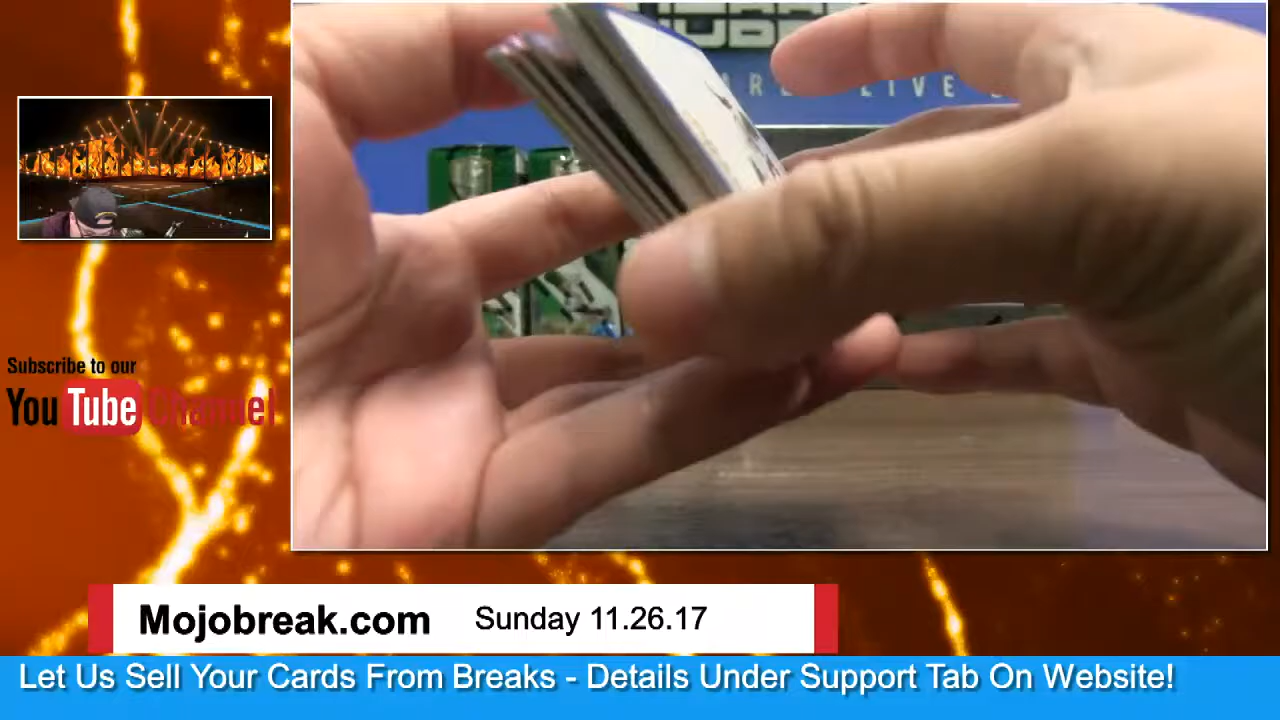 LIVE
Subscribe to our
YouTube Channel
Mojobreak.com
Sunday 11.26.17
Let Us Sell Your Cards From Breaks - Details Under Support Tab On Website!